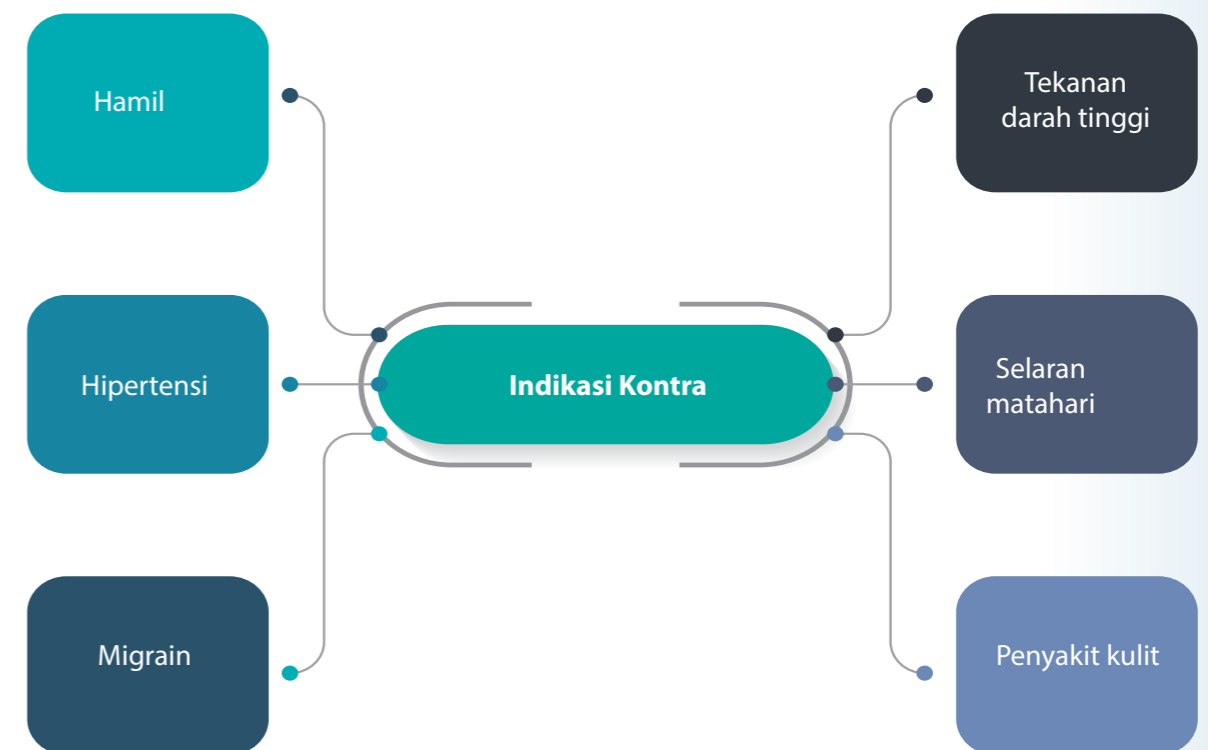 Hamil
Tekanan
darah tinggi
Hipertensi
Indikasi Kontra
Selaran
matahari
Migrain
Penyakit kulit